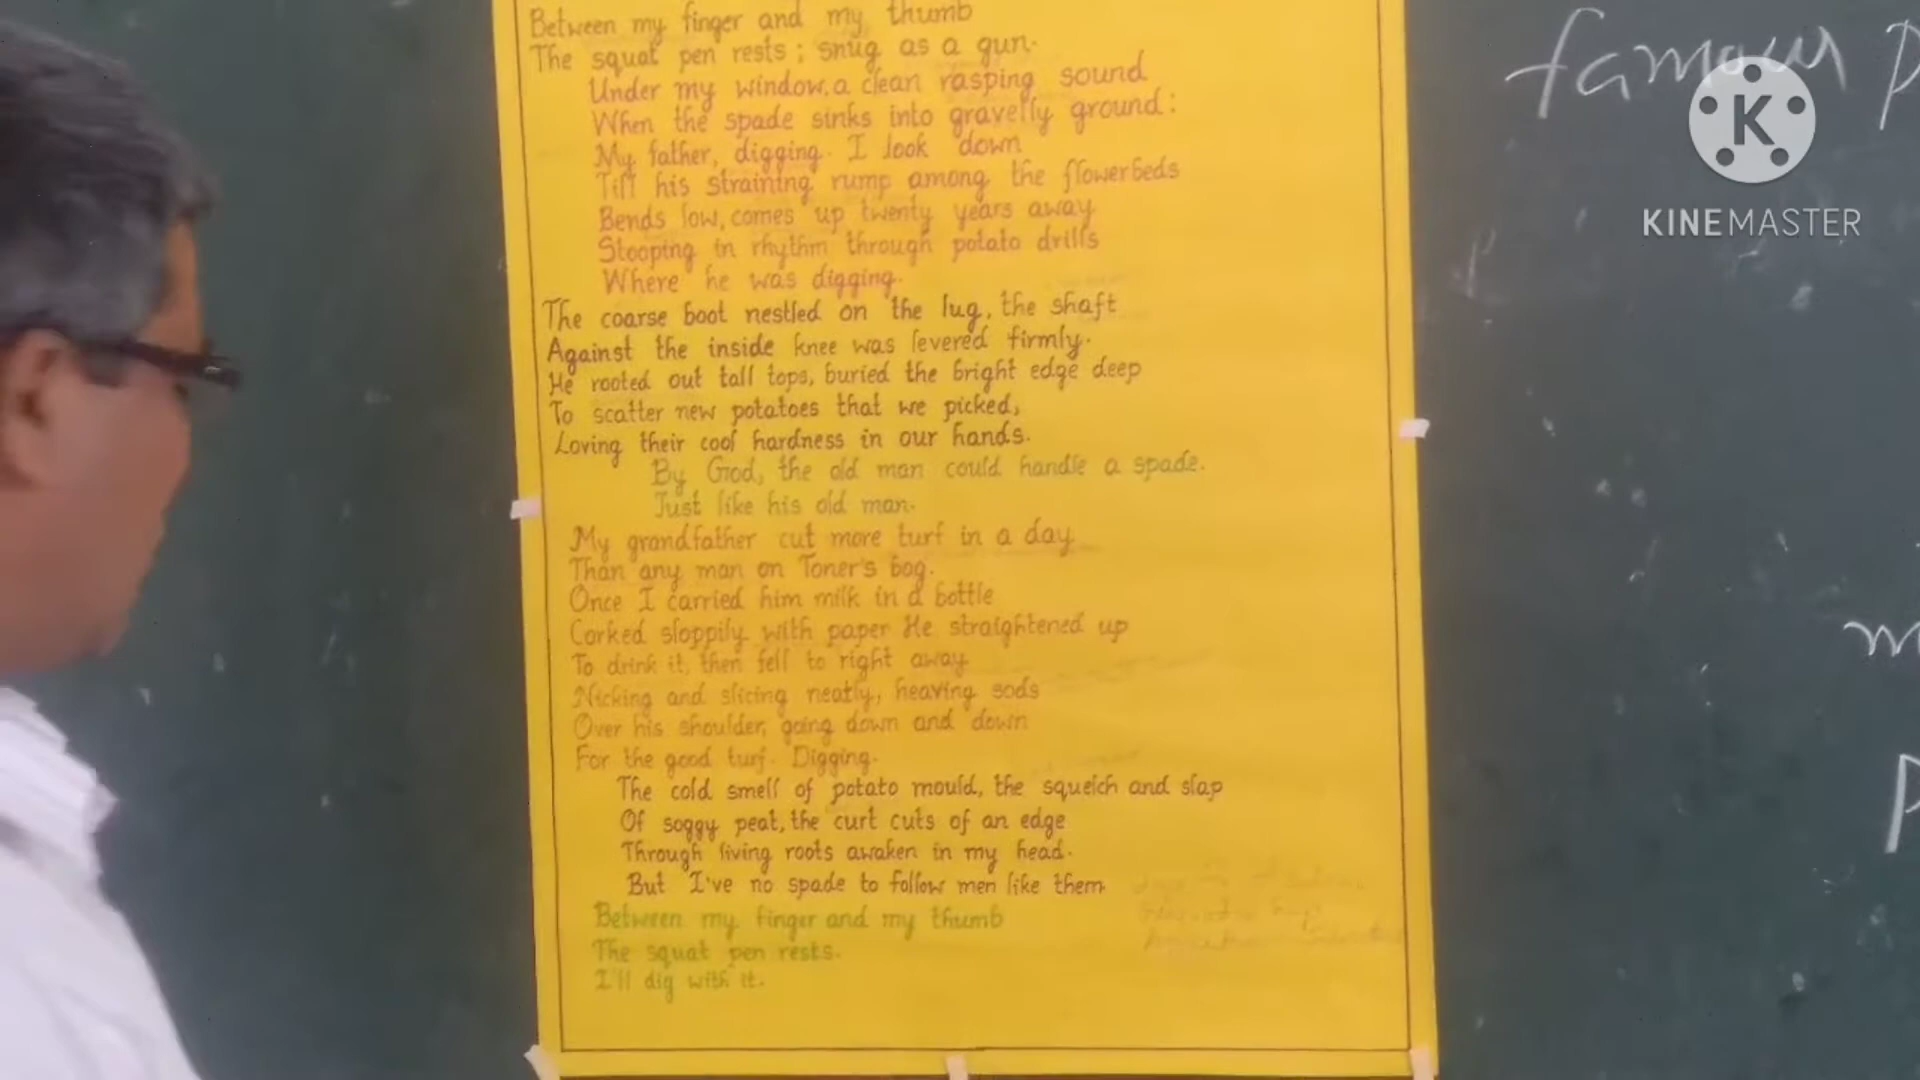 Between my finger and my thumb
The squat pen rests; snug as a gun.
Under my window, a clean rasping sound
When the spade sinks into gravelly ground:
My father, digging. I look down
Till his straining rump among the flowerbeds
Bends low, comes up twenty years away
Stooping in rhythm through potato drills
Where he was digging.
The coarse boot nestled on the lug, the shaft
Against the inside knee was levered firmly.
He rooted out tall tops, buried the bright edge deep
To scatter new potatoes that we picked,
Loving their cool hardness in our hands.
By God, the old man could handle a spade.
Just like his old man.
My grandfather cut more turf in a day
Than any man on Toner's bog.
Once I carried him milk in a bottle
Corked sloppily with paper He straightened up
To drink it, then fell to right away
Nicking and slicing neatly, heaving sods
Over his shoulder, going down and down
For the good turf. Digging.
The cold smell of potato mould, the squelch and slap
Of soggy peat, the curt cuts of an edge
Through living roots awaken in my head.
But I've no spade to follow men like them
Between my finger and my thumb
The squat pen rests.
I'll dig with it.
famous p
K
KINEMASTER
m
p